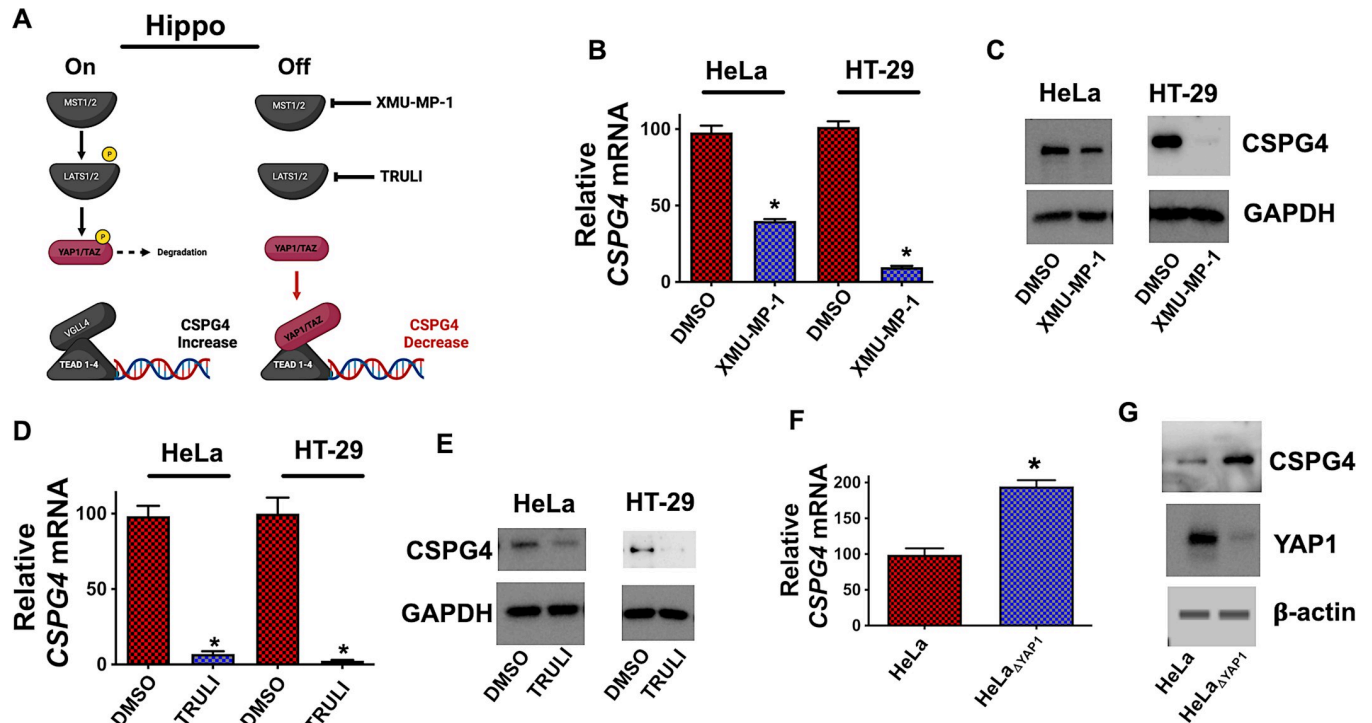 A
Hippo
On
Off
MST1/2
MST1/2
XMU-MP-1
P
LATS1/2
LATS1/2
TRULI
P
YAP1/TAZ
Degradation
YAP1/TAZ
VGLL4
TEAD 1-4
CSPG4
Increase
YAP1/TAZ
TEAD 1-4
CSPG4
Decrease
B
HeLa
HT-29
Relative
CSPG4 mRNA
100
50
0
DMSO
XMU-MP-1
DMSO
XMU-MP-1
*
*
C
HeLa
HT-29
CSPG4
GAPDH
DMSO
XMU-MP-1
DMSO
XMU-MP-1
D
HeLa
HT-29
Relative
CSPG4 mRNA
100
50
0
*
*
DMSO
TRULI
DMSO
TRULI
E
HeLa
HT-29
CSPG4
GAPDH
DMSO
TRULI
DMSO
TRULI
F
Relative
CSPG4 mRNA
200
150
100
50
0
*
HeLa
HeLaΔYAP1
G
CSPG4
YAP1
β-actin
HeLa
HeLaΔYAP1